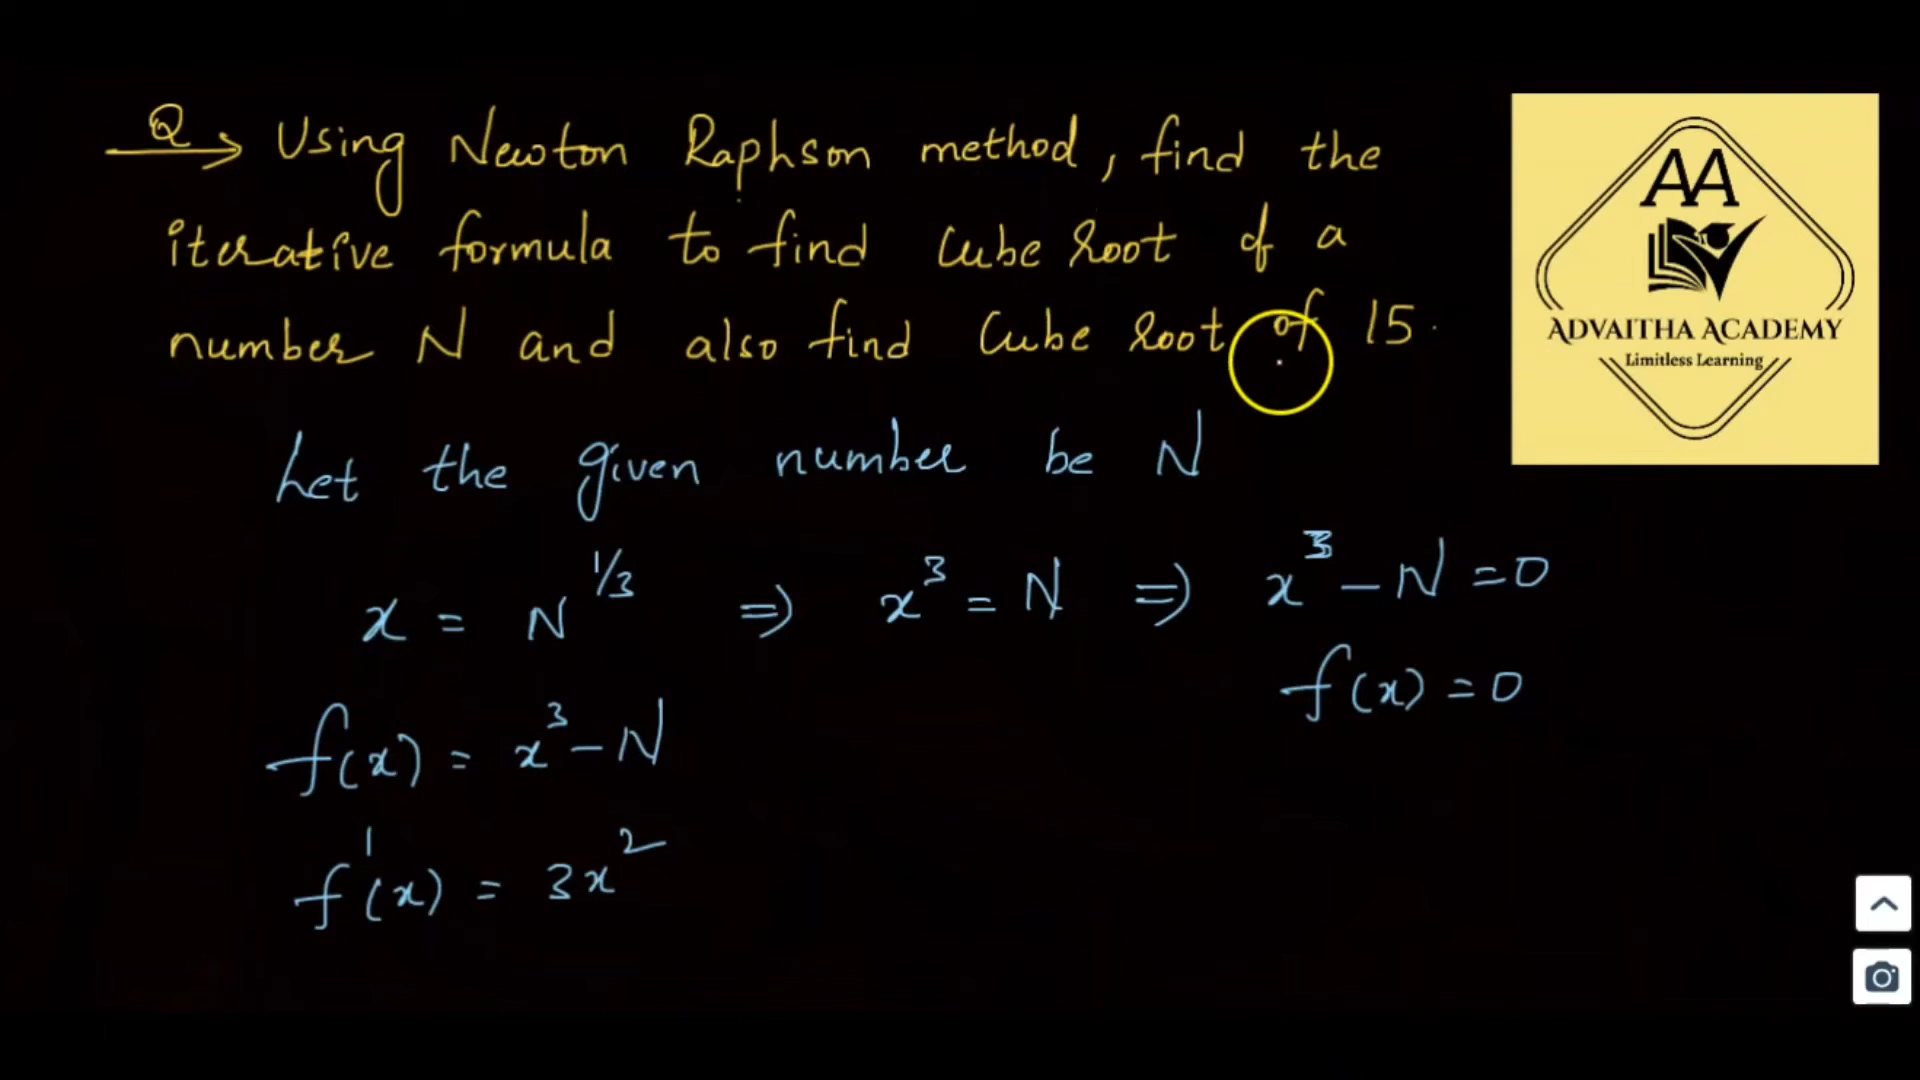 Q → Using Newton Raphson method, find the
iterative formula to find Cube root of a
number N and also find Cube root of 15.
Let the given number be N
x = N^1/3 ⇒ x^3 = N ⇒ x^3 - N = 0
f(x) = 0
f(x) = x^3 - N
f'(x) = 3x^2
AA
ADVAITHA ACADEMY
Limitless Learning